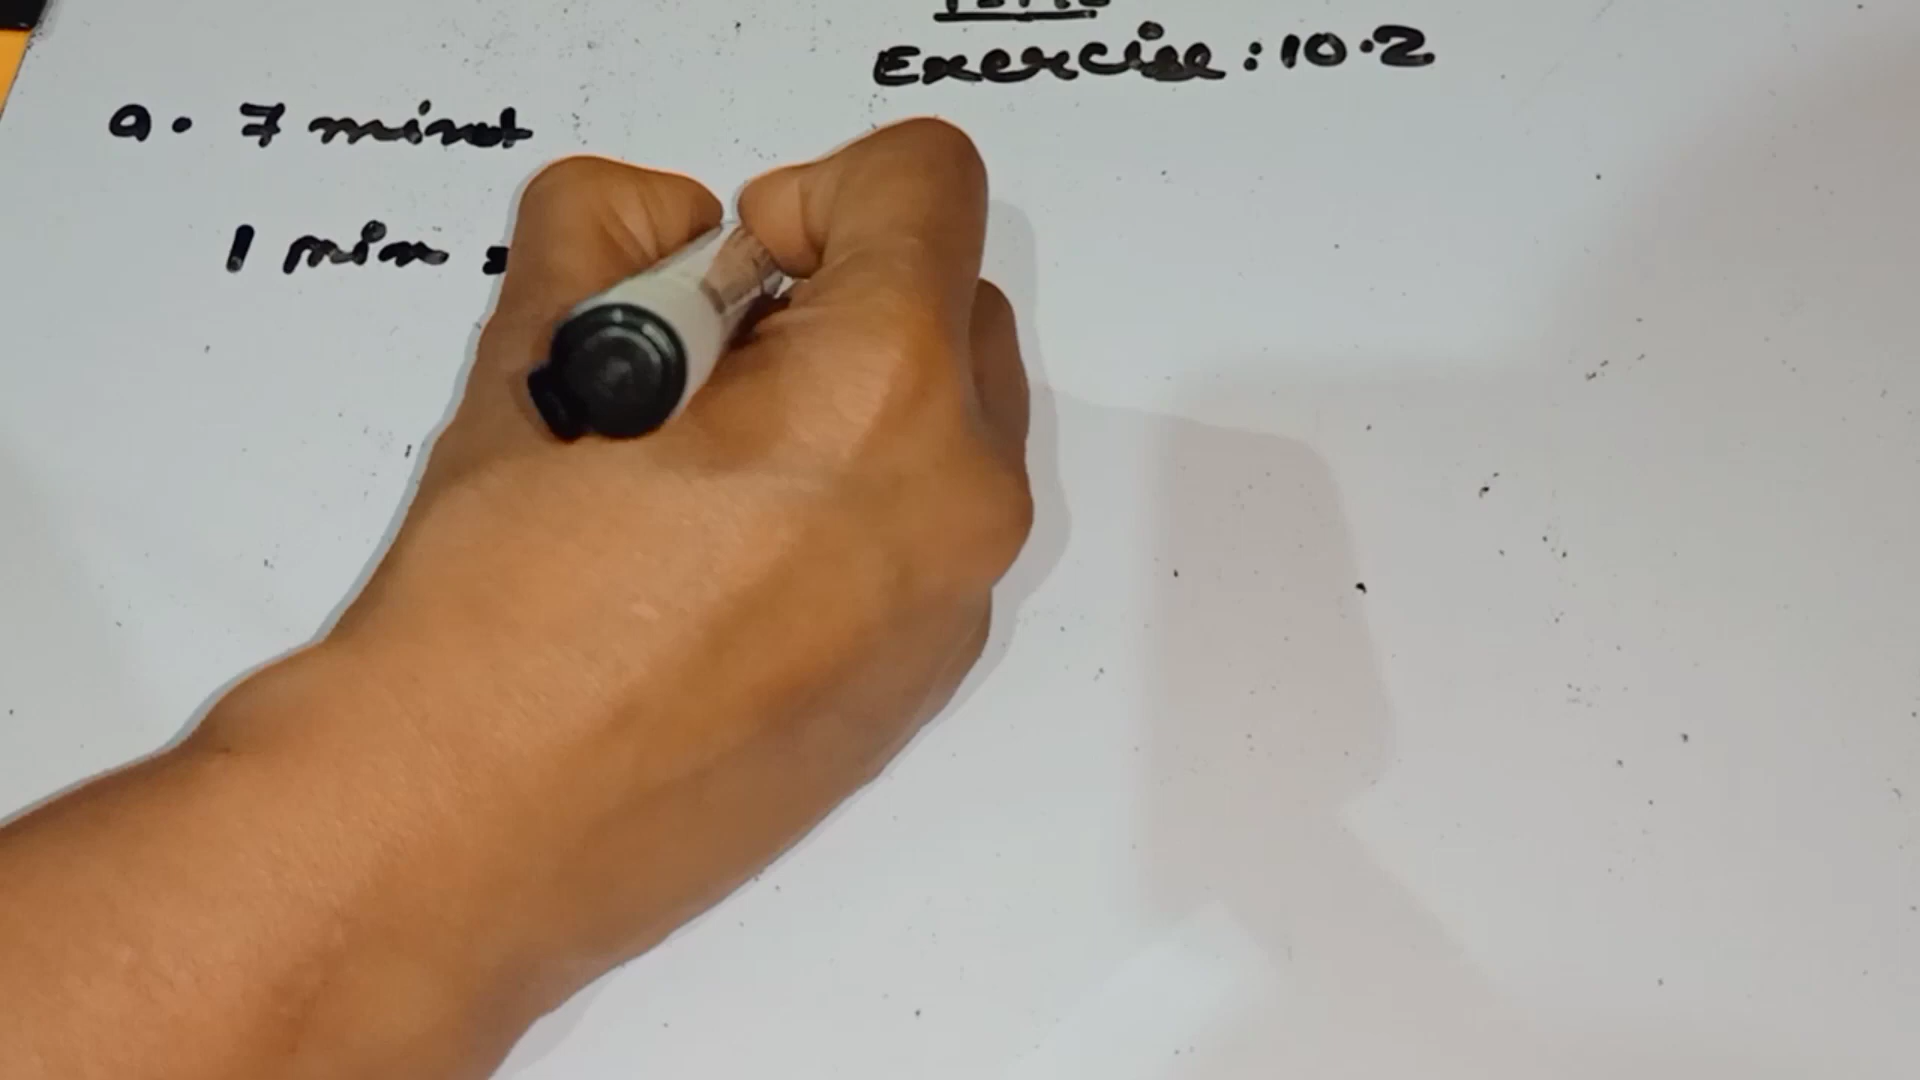 Exercise : 10.2
a. 7 minut
1 min =